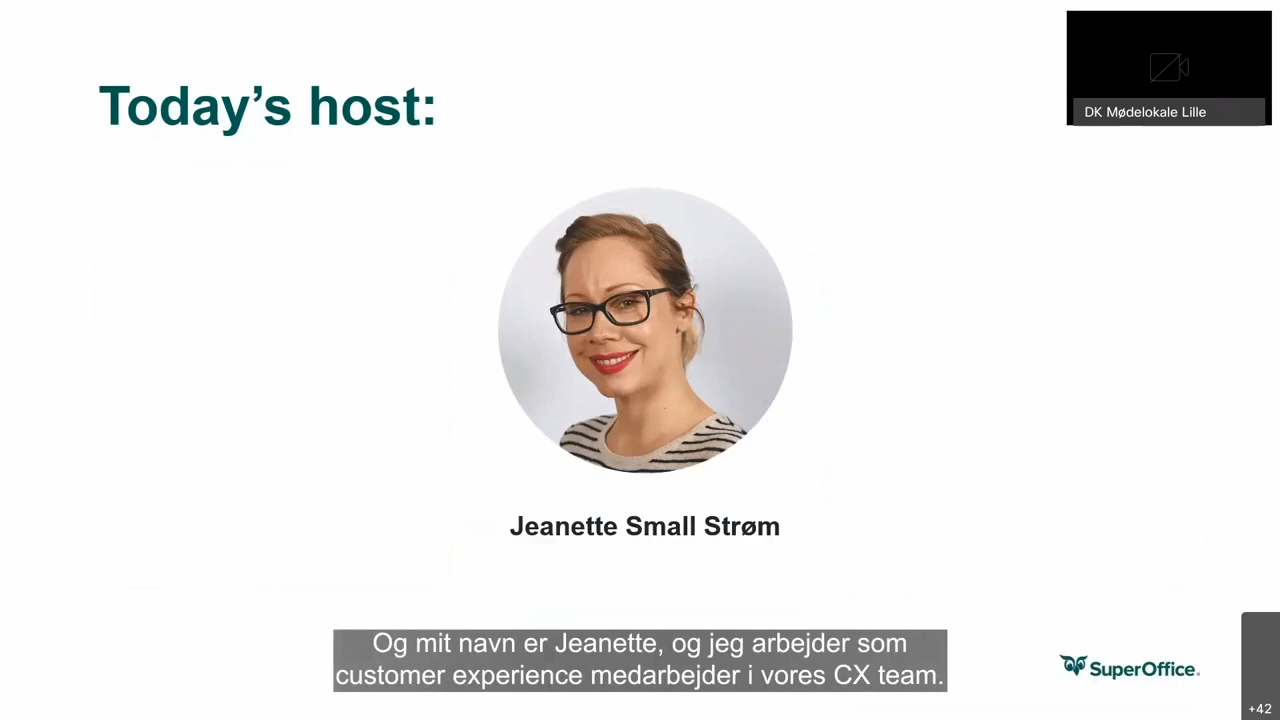 Today’s host:
DK Mødelokale Lille
Jeanette Small Strøm
Og mit navn er Jeanette, og jeg arbejder som
customer experience medarbejder i vores CX team.
SuperOffice.
+42